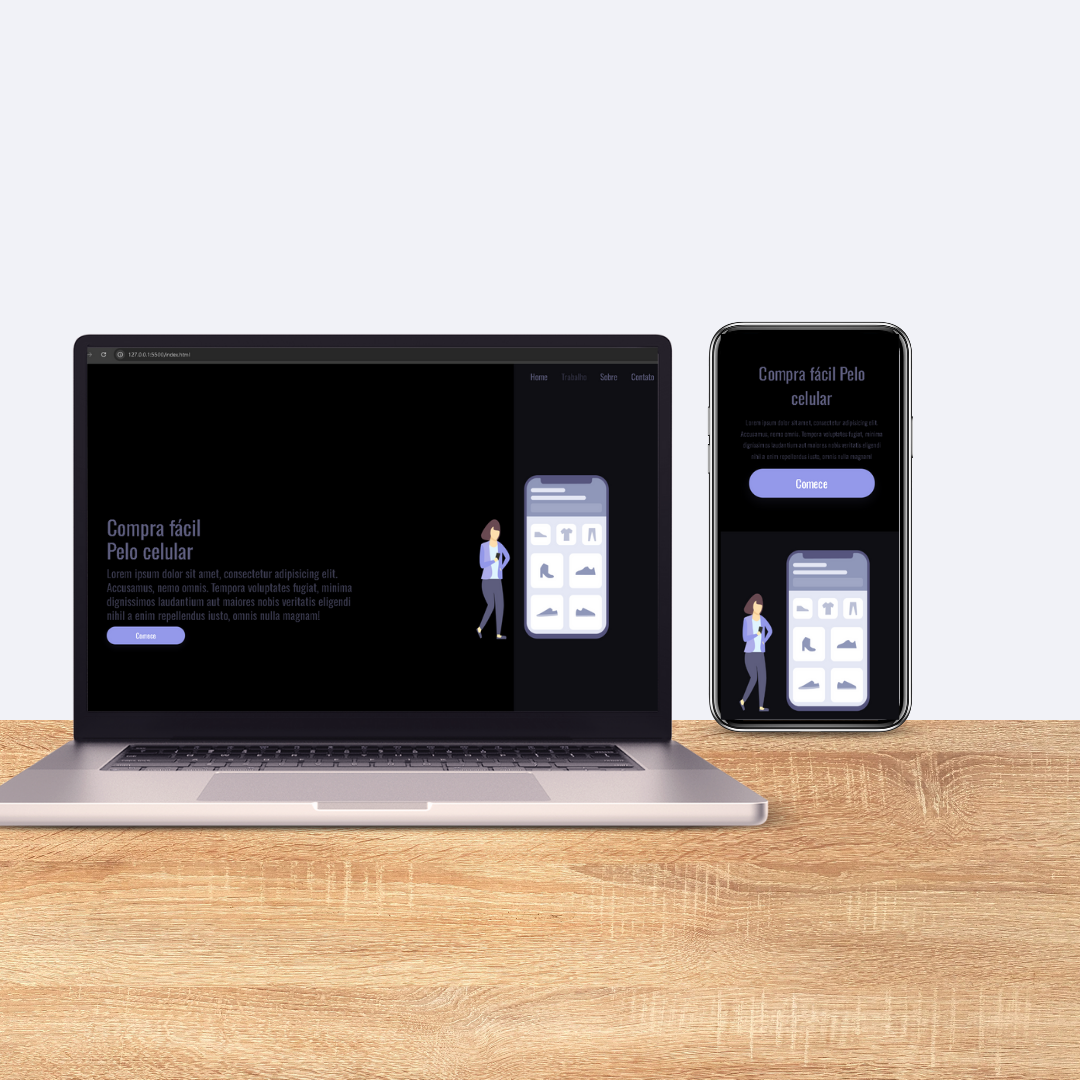 127.0.0.1:5500/index.html
Home Trabalho Sobre Contato
Compra fácil
Pelo celular
Lorem ipsum dolor sit amet, consectetur adipisicing elit.
Accusamus, nemo omnis. Tempora voluptates fugiat, minima
dignissimos laudantium aut maiores nobis veritatis eligendi
nihil a enim repellendus iusto, omnis nulla magnam!
Comece
Compra fácil Pelo
celular
Lorem ipsum dolor sit amet, consectetur adipisicing elit.
Accusamus, nemo omnis. Tempora voluptates fugiat, minima
dignissimos laudantium aut maiores nobis veritatis eligendi
nihil a enim repellendus iusto, omnis nulla magnam!
Comece